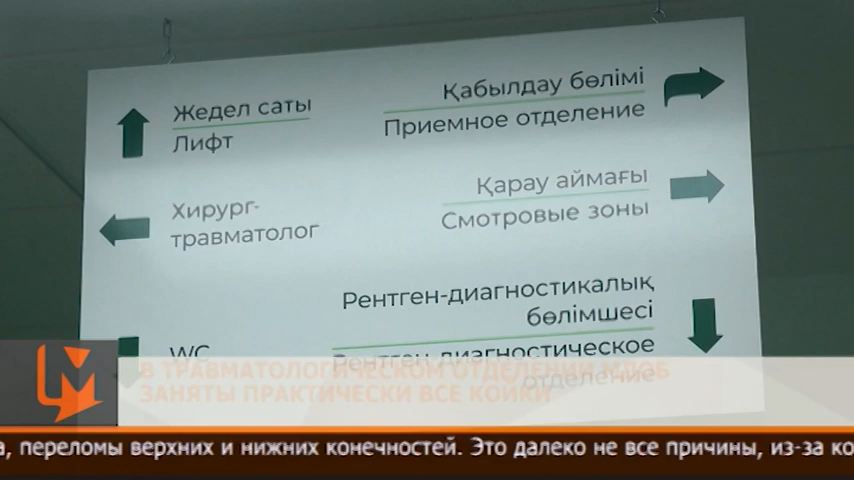 Жедел саты
Лифт
Хирург-
травматолог
WC
Қабылдау бөлімі
Приемное отделение
Қарау аймағы
Смотровые зоны
Рентген-диагностикалық
бөлімшесі
Рентген-диагностическое
отделение
В ТРАВМАТОЛОГИЧЕСКОМ ОТДЕЛЕНИИ
ЗАНЯТЫ ПРАКТИЧЕСКИ ВСЕ КОЙКИ
а, переломы верхних и нижних конечностей. Это далеко не все причины, из-за ко